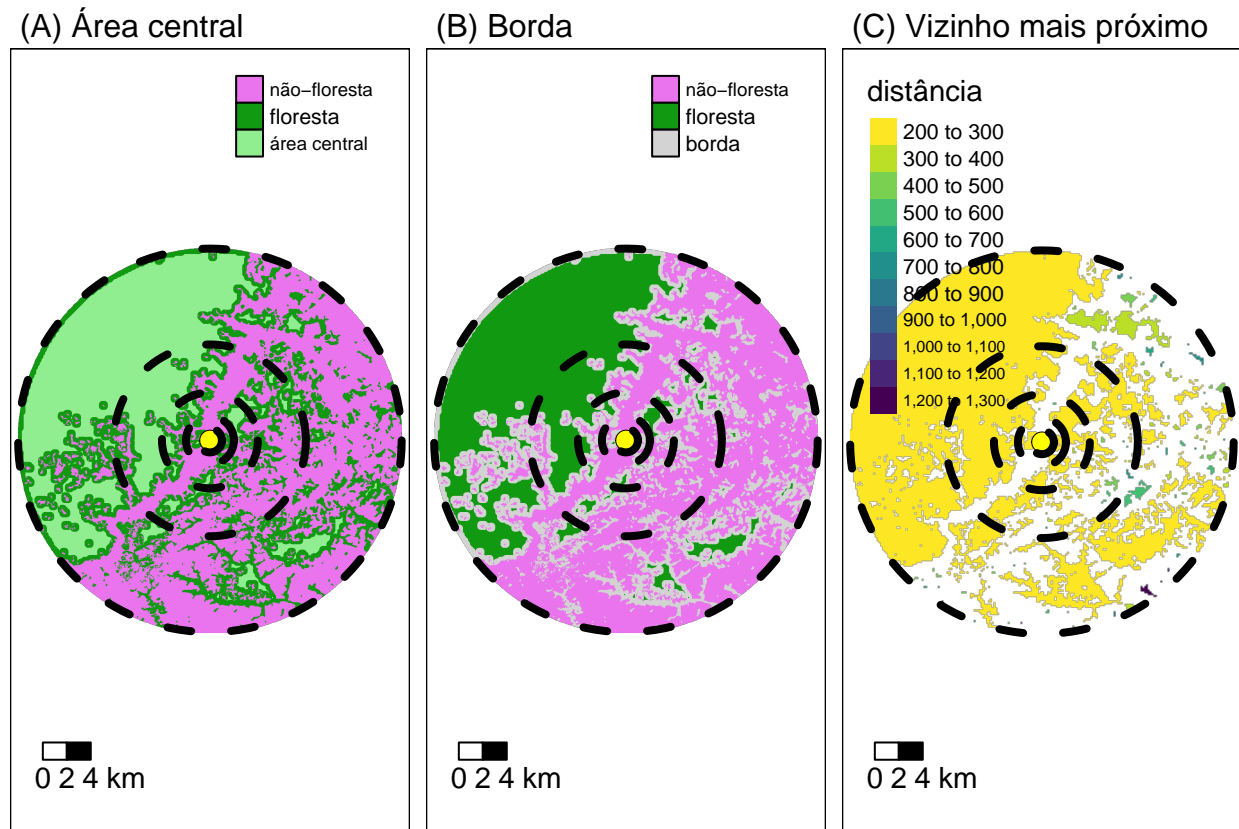 (A) Área central
não−floresta
floresta
área central
0 2 4 km
(B) Borda
não−floresta
floresta
borda
0 2 4 km
(C) Vizinho mais próximo
distância
200 to 300
300 to 400
400 to 500
500 to 600
600 to 700
700 to 800
800 to 900
900 to 1,000
1,000 to 1,100
1,100 to 1,200
1,200 to 1,300
0 2 4 km